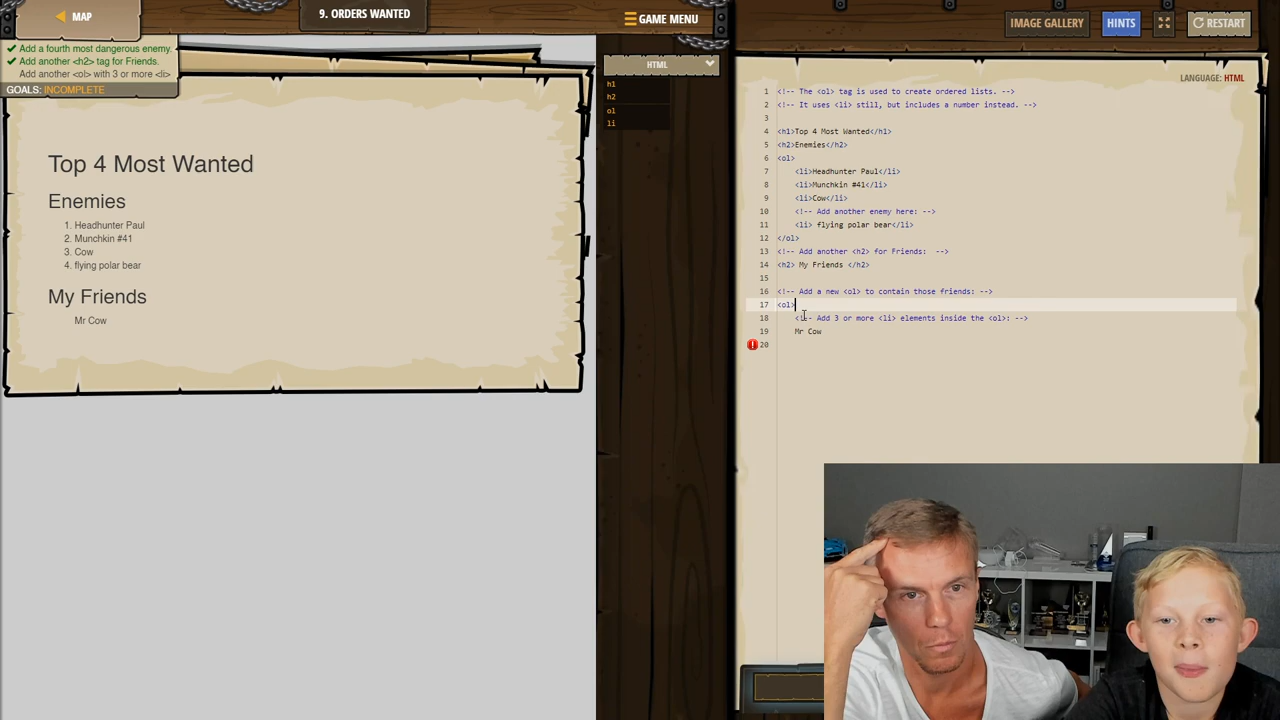 MAP
9. ORDERS WANTED
GAME MENU
IMAGE GALLERY
HINTS
RESTART
✔ Add a fourth most dangerous enemy.
✔ Add another <h2> tag for Friends.
Add another <ol> with 3 or more <li>
GOALS: INCOMPLETE
Top 4 Most Wanted
Enemies
1. Headhunter Paul
2. Munchkin #41
3. Cow
4. flying polar bear
My Friends
Mr Cow
HTML
h1
h2
ol
li
LANGUAGE: HTML
1 <!-- The <ol> tag is used to create ordered lists. -->
2 <!-- It uses <li> still, but includes a number instead. -->
3
4 <h1>Top 4 Most Wanted</h1>
5 <h2>Enemies</h2>
6 <ol>
7 <li>Headhunter Paul</li>
8 <li>Munchkin #41</li>
9 <li>Cow</li>
10 <!-- Add another enemy here: -->
11 <li> flying polar bear</li>
12 </ol>
13 <!-- Add another <h2> for Friends: -->
14 <h2> My Friends </h2>
15
16 <!-- Add a new <ol> to contain those friends: -->
17 <ol>
18 <!-- Add 3 or more <li> elements inside the <ol>: -->
19 Mr Cow
20